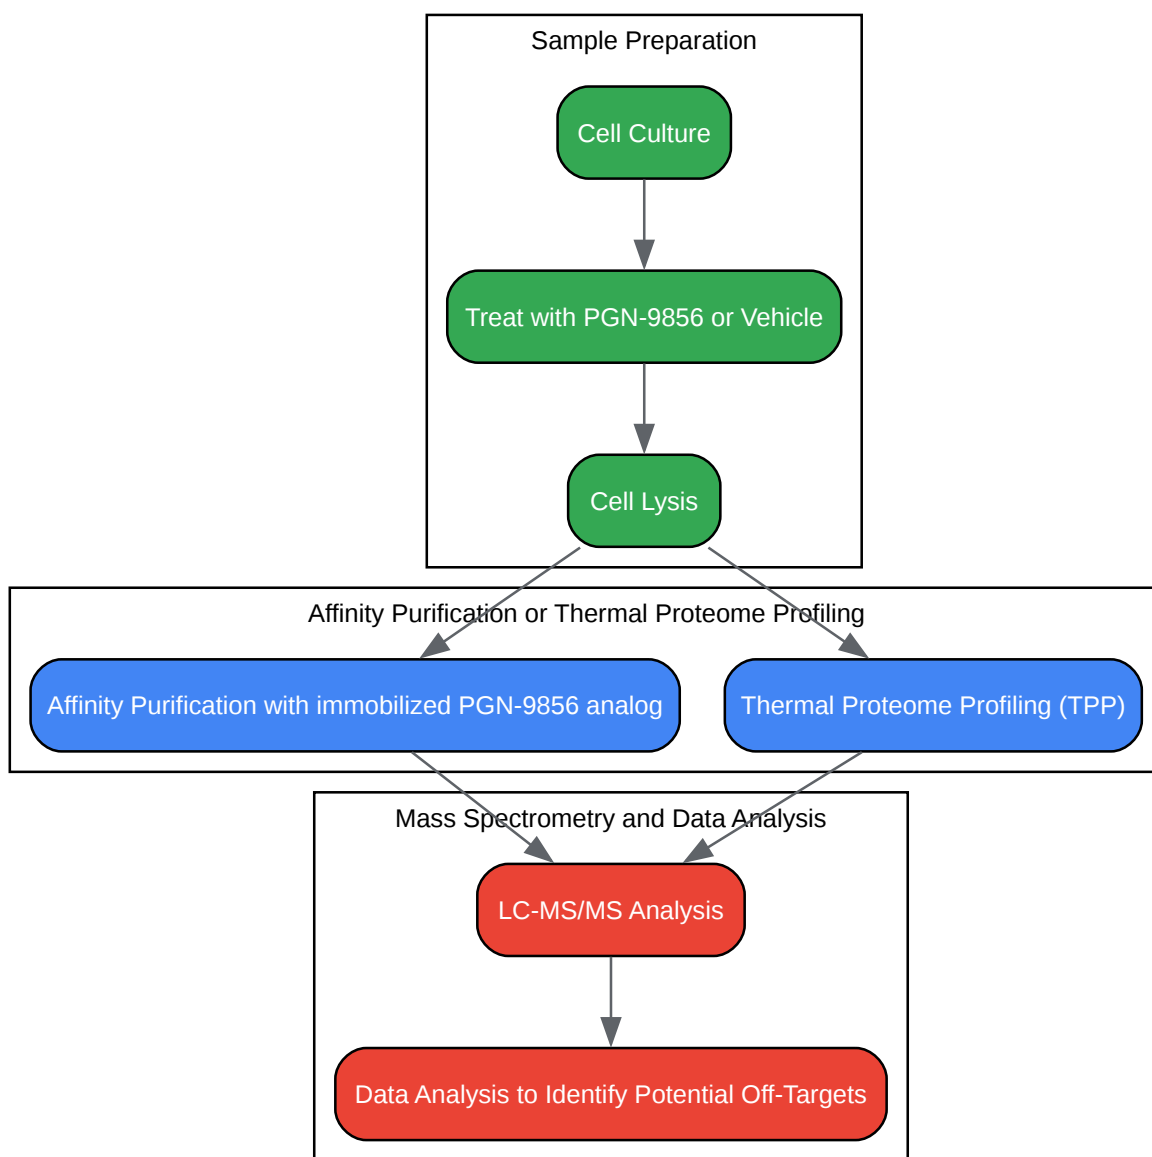 Sample Preparation
Cell Culture
Treat with PGN-9856 or Vehicle
Cell Lysis
Affinity Purification or Thermal Proteome Profiling
Affinity Purification with immobilized PGN-9856 analog
Thermal Proteome Profiling (TPP)
Mass Spectrometry and Data Analysis
LC-MS/MS Analysis
Data Analysis to Identify Potential Off-Targets